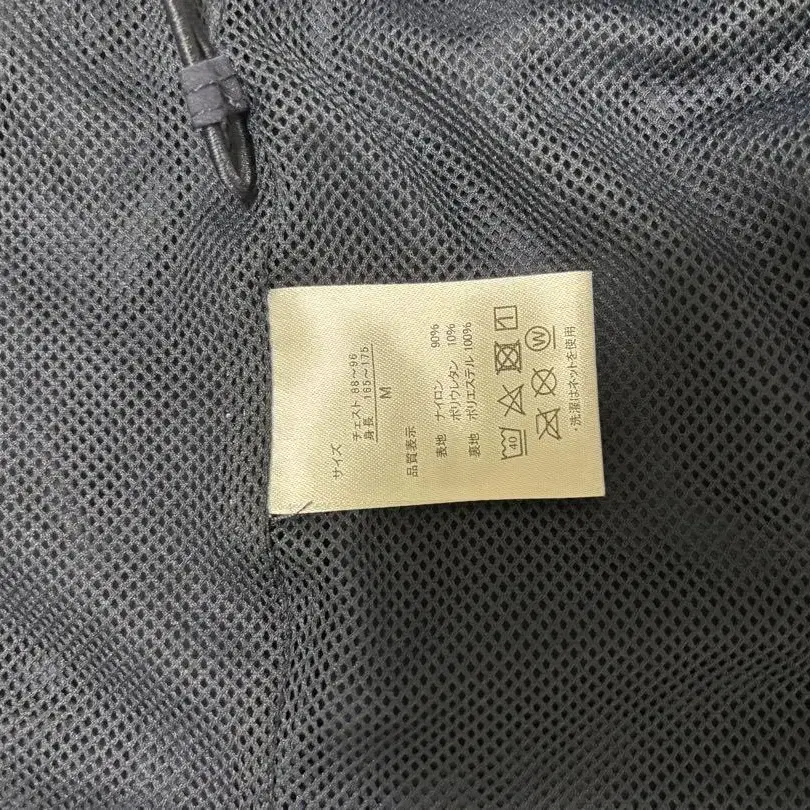 サイズ
チェスト 88～96
身長 165～175
M
品質表示
表地 ナイロン 90%
ポリウレタン 10%
裏地 ポリエステル 100%
40
W
・洗濯はネットを使用